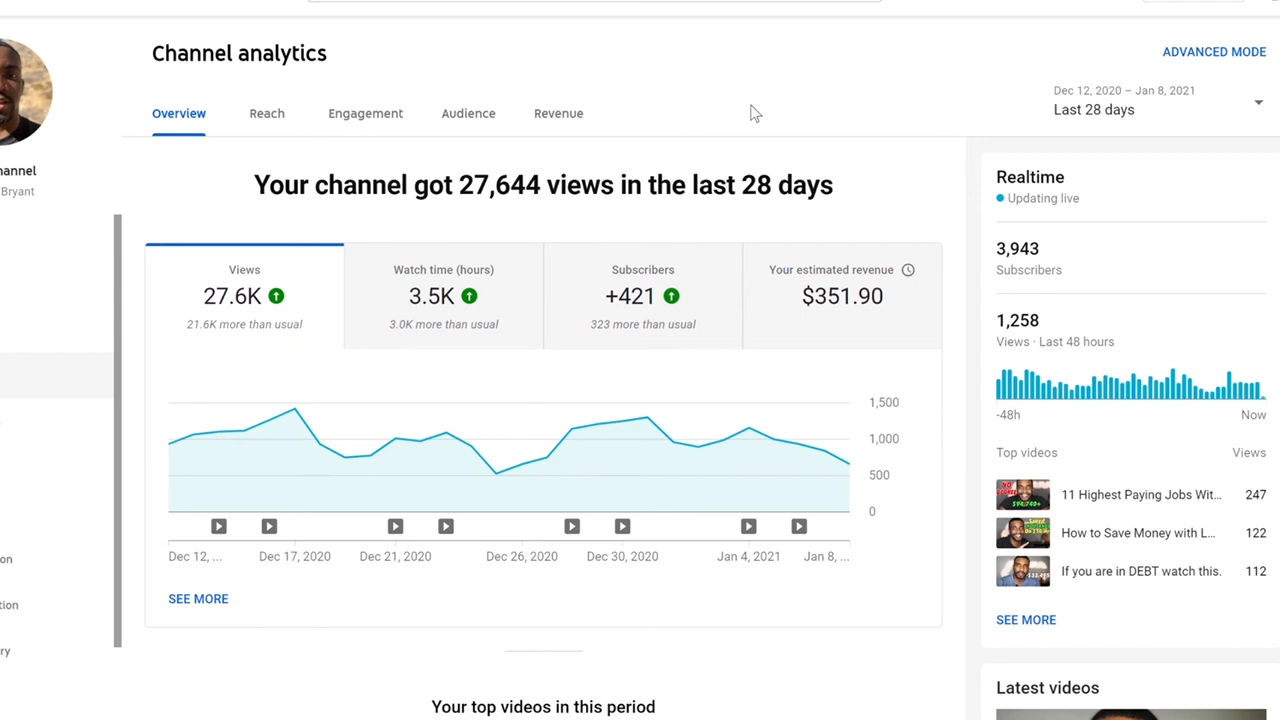 Channel analytics
ADVANCED MODE
Dec 12, 2020 – Jan 8, 2021
Last 28 days
Overview
Reach
Engagement
Audience
Revenue
Bryant
Your channel got 27,644 views in the last 28 days
Views
27.6K
21.6K more than usual
Watch time (hours)
3.5K
3.0K more than usual
Subscribers
+421
323 more than usual
Your estimated revenue
$351.90
1,500
1,000
500
0
Dec 12, ...
Dec 17, 2020
Dec 21, 2020
Dec 26, 2020
Dec 30, 2020
Jan 4, 2021
Jan 8, ...
SEE MORE
Your top videos in this period
Realtime
Updating live
3,943
Subscribers
1,258
Views · Last 48 hours
-48h
Now
Top videos
Views
11 Highest Paying Jobs Wit...
247
How to Save Money with L...
122
If you are in DEBT watch this.
112
SEE MORE
Latest videos